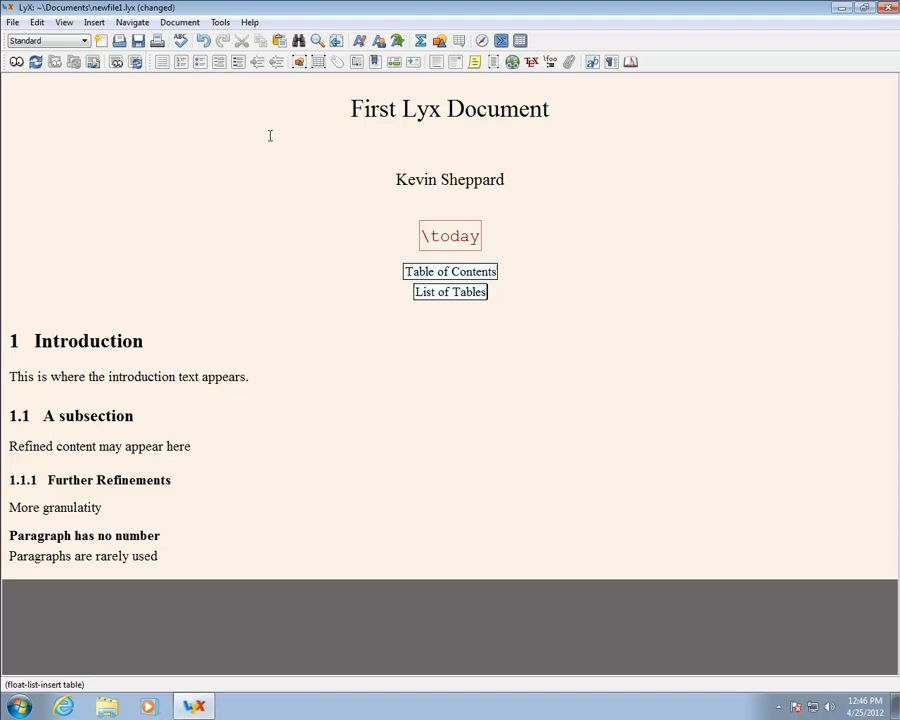 LyX: ~\Documents\newfile1.lyx (changed)
File Edit View Insert Navigate Document Tools Help
Standard
First Lyx Document
Kevin Sheppard
\today
Table of Contents
List of Tables
1 Introduction
This is where the introduction text appears.
1.1 A subsection
Refined content may appear here
1.1.1 Further Refinements
More granulatity
Paragraph has no number
Paragraphs are rarely used
(float-list-insert table)
12:46 PM
4/25/2012